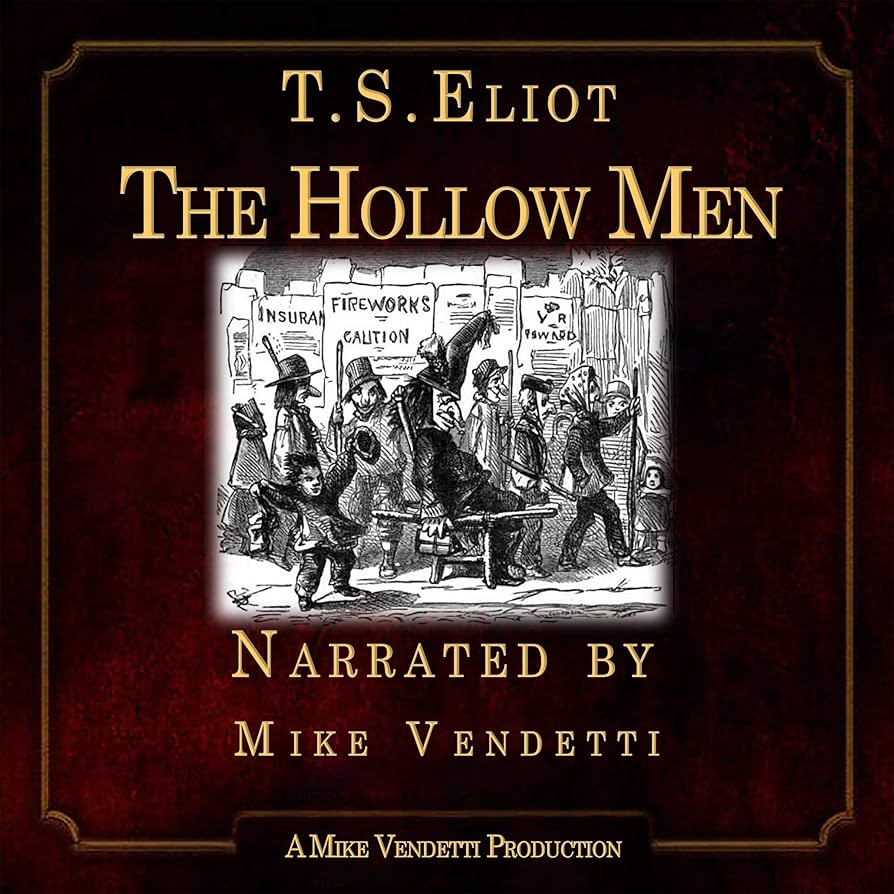 T.S. ELIOT
THE HOLLOW MEN
INSURAN
FIREWORKS
CAUTION
V R
NARRATED BY
MIKE VENDETTI
A MIKE VENDETTI PRODUCTION